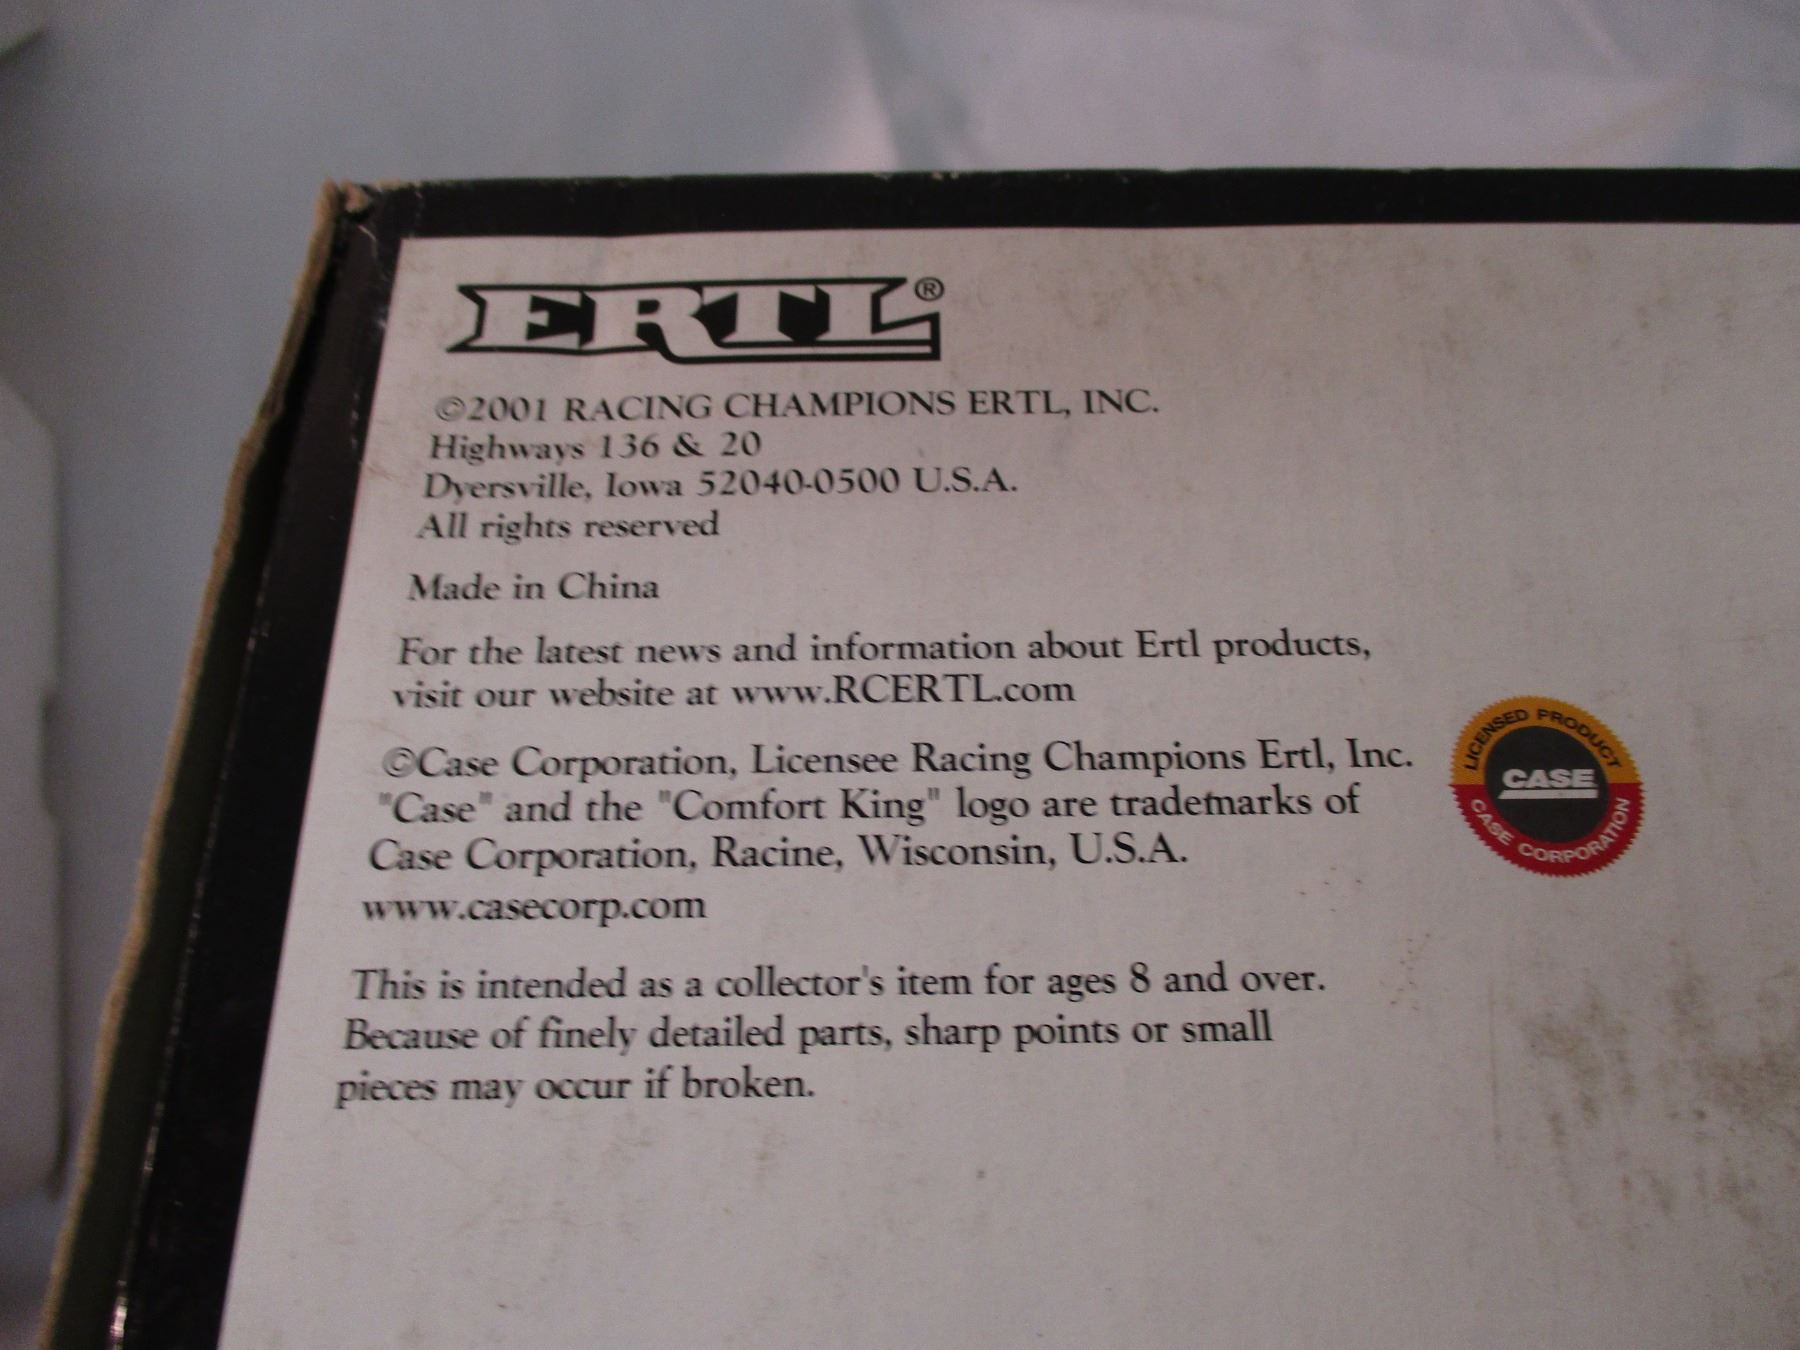 ERTL®
©2001 RACING CHAMPIONS ERTL, INC.
Highways 136 & 20
Dyersville, Iowa 52040-0500 U.S.A.
All rights reserved
Made in China
For the latest news and information about Ertl products,
visit our website at www.RCERTL.com
©Case Corporation, Licensee Racing Champions Ertl, Inc.
"Case" and the "Comfort King" logo are trademarks of
Case Corporation, Racine, Wisconsin, U.S.A.
www.casecorp.com
LICENSED PRODUCT
CASE
CASE CORPORATION
This is intended as a collector's item for ages 8 and over.
Because of finely detailed parts, sharp points or small
pieces may occur if broken.